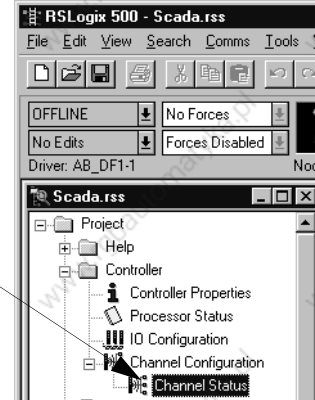 RSLogix 500 - Scada.rss
File Edit View Search Comms Tools
OFFLINE No Forces
No Edits Forces Disabled
Driver: AB_DF1-1
Scada.rss
Project
Help
Controller
Controller Properties
Processor Status
IO Configuration
Channel Configuration
Channel Status